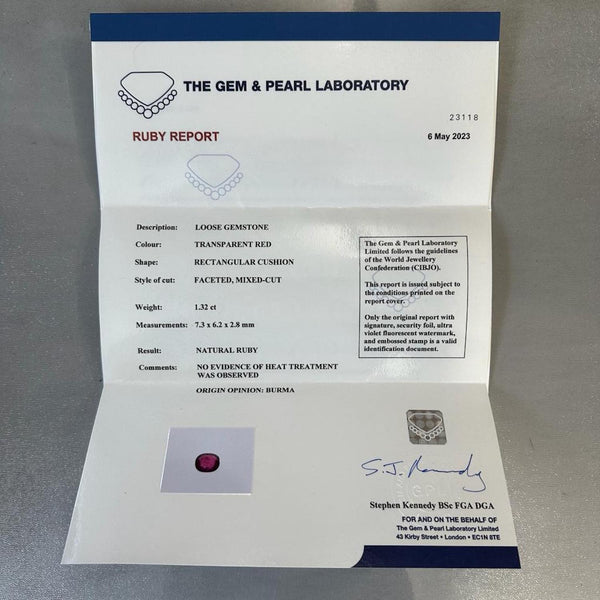 THE GEM & PEARL LABORATORY
23118
RUBY REPORT
6 May 2023
Description: LOOSE GEMSTONE
Colour: TRANSPARENT RED
Shape: RECTANGULAR CUSHION
Style of cut: FACETED, MIXED-CUT
Weight: 1.32 ct
Measurements: 7.3 x 6.2 x 2.8 mm
Result: NATURAL RUBY
Comments: NO EVIDENCE OF HEAT TREATMENT
WAS OBSERVED
ORIGIN OPINION: BURMA
The Gem & Pearl Laboratory
Limited follows the guidelines
of the World Jewellery
Confederation (CIBJO).
This report is issued subject to
the conditions printed on the
report cover.
Only the original report with
signature, security foil, ultra
violet fluorescent watermark,
and embossed stamp is a valid
identification document.
S.J. Kennedy
Stephen Kennedy BSc FGA DGA
FOR AND ON THE BEHALF OF
The Gem & Pearl Laboratory Limited
43 Kirby Street • London • EC1N 8TE